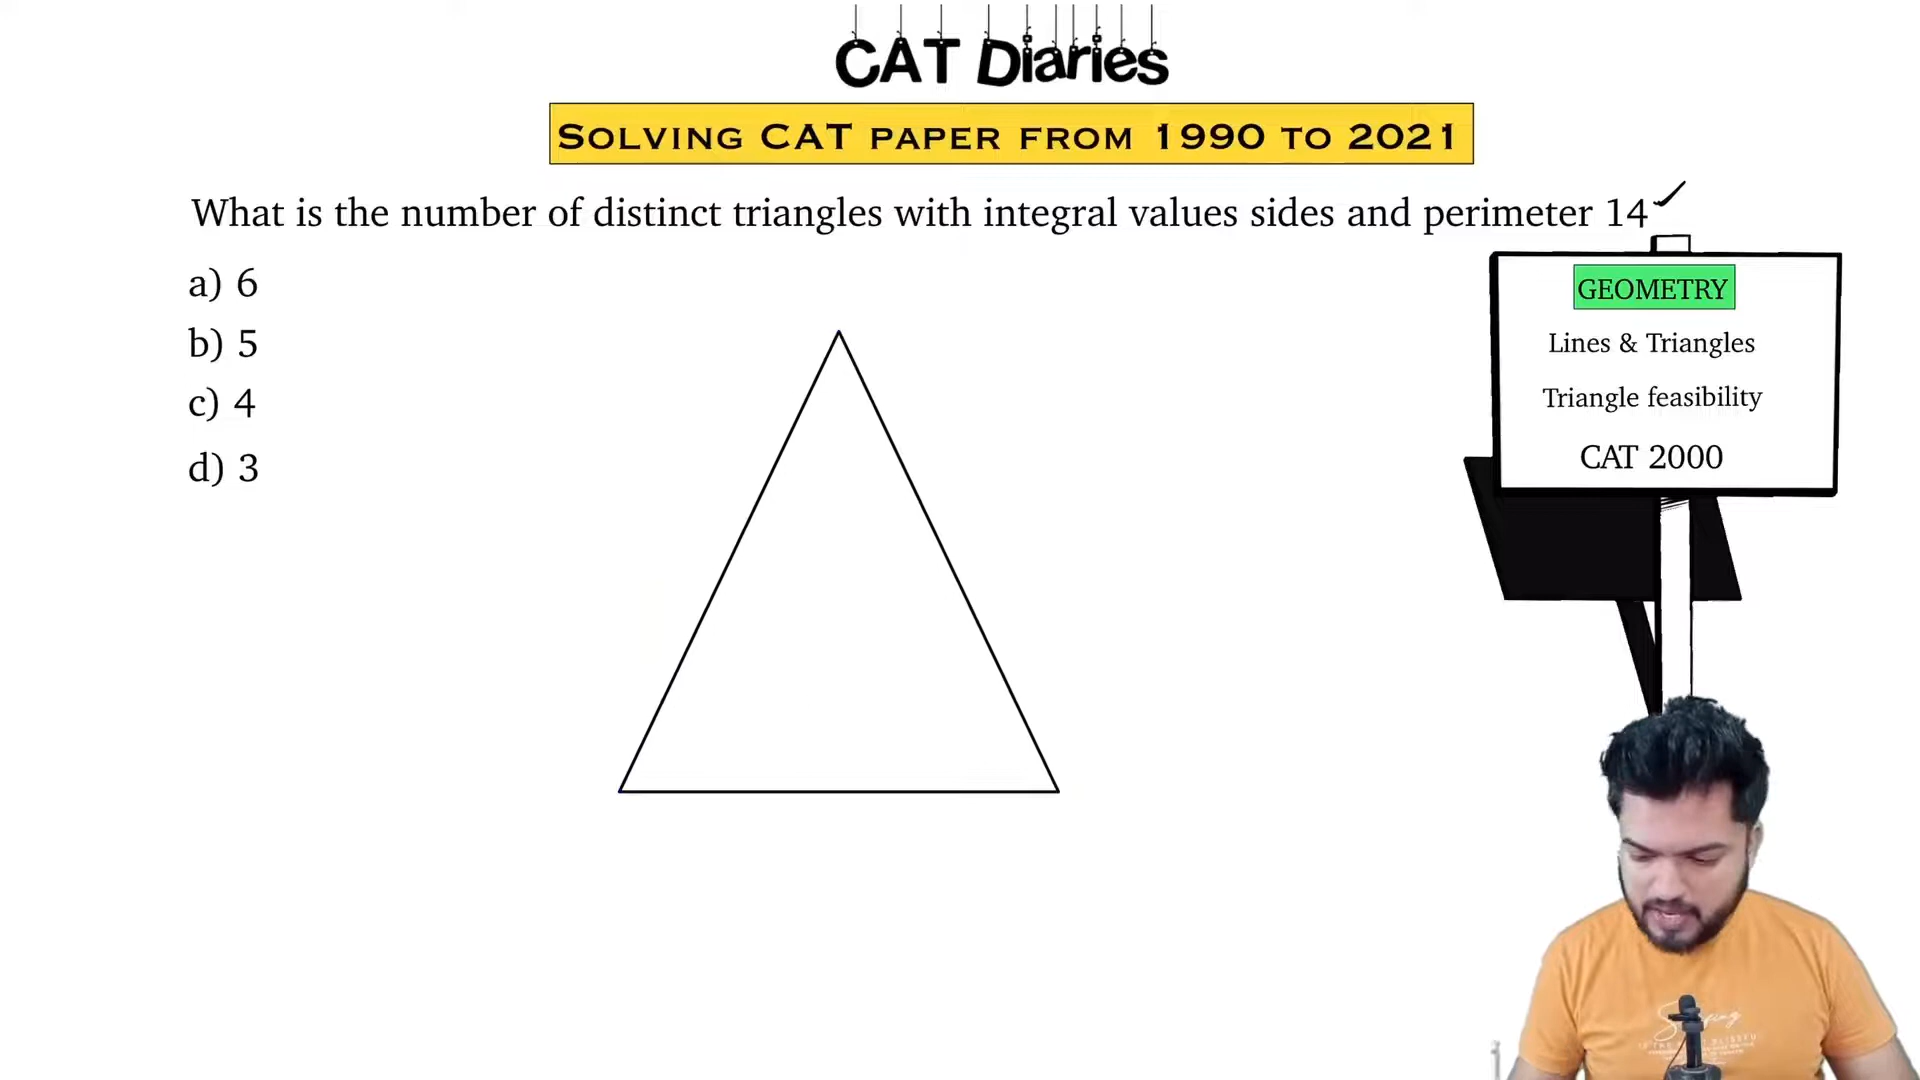 CAT Diaries
SOLVING CAT PAPER FROM 1990 TO 2021
What is the number of distinct triangles with integral values sides and perimeter 14
a) 6
b) 5
c) 4
d) 3
GEOMETRY
Lines & Triangles
Triangle feasibility
CAT 2000